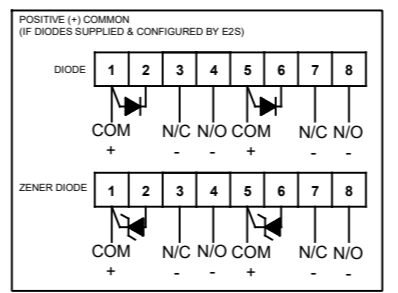 POSITIVE (+) COMMON
(IF DIODES SUPPLIED & CONFIGURED BY E2S)
DIODE 1 2 3 4 5 6 7 8
COM N/C N/O COM N/C N/O
+ - - + - -
ZENER DIODE 1 2 3 4 5 6 7 8
COM N/C N/O COM N/C N/O
+ - - + - -